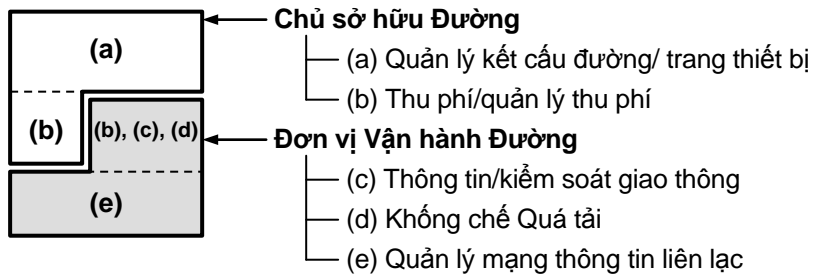 (a)
(b)
(b), (c), (d)
(e)
Chủ sở hữu Đường
(a) Quản lý kết cấu đường/ trang thiết bị
(b) Thu phí/quản lý thu phí
Đơn vị Vận hành Đường
(c) Thông tin/kiểm soát giao thông
(d) Khống chế Quá tải
(e) Quản lý mạng thông tin liên lạc